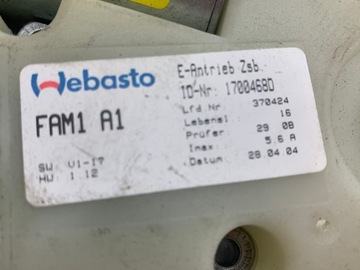 Webasto
E-Antrieb Zsb.
ID-Nr: 1700468D
FAM1 A1
Lfd Nr 370424
Lebensl 16
Prüfer 29 08
Imax 5.6 A
Datum 28.04.04
SW V1-17
HW 1.12